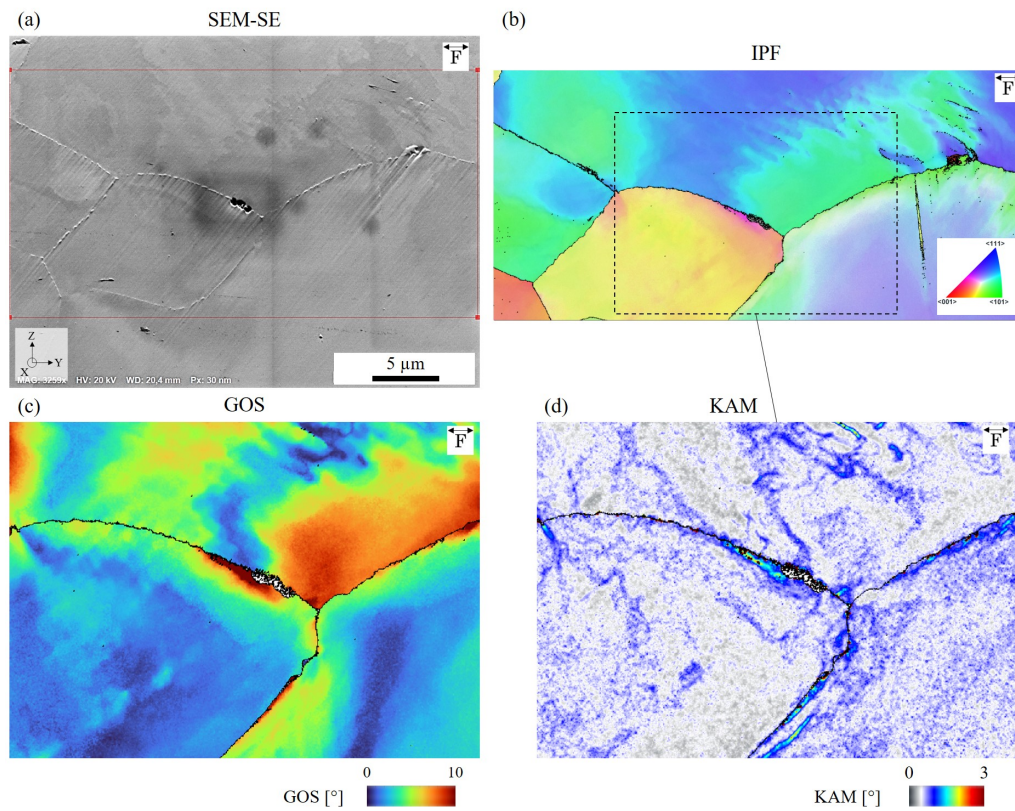 (a)
SEM-SE
F
Z
Y
X
MAG: 3259x HV: 20 kV WD: 20,4 mm Px: 30 nm
5 µm
(b)
IPF
F
<111>
<001>
<101>
(c)
GOS
F
0
10
GOS [°]
(d)
KAM
F
0
3
KAM [°]